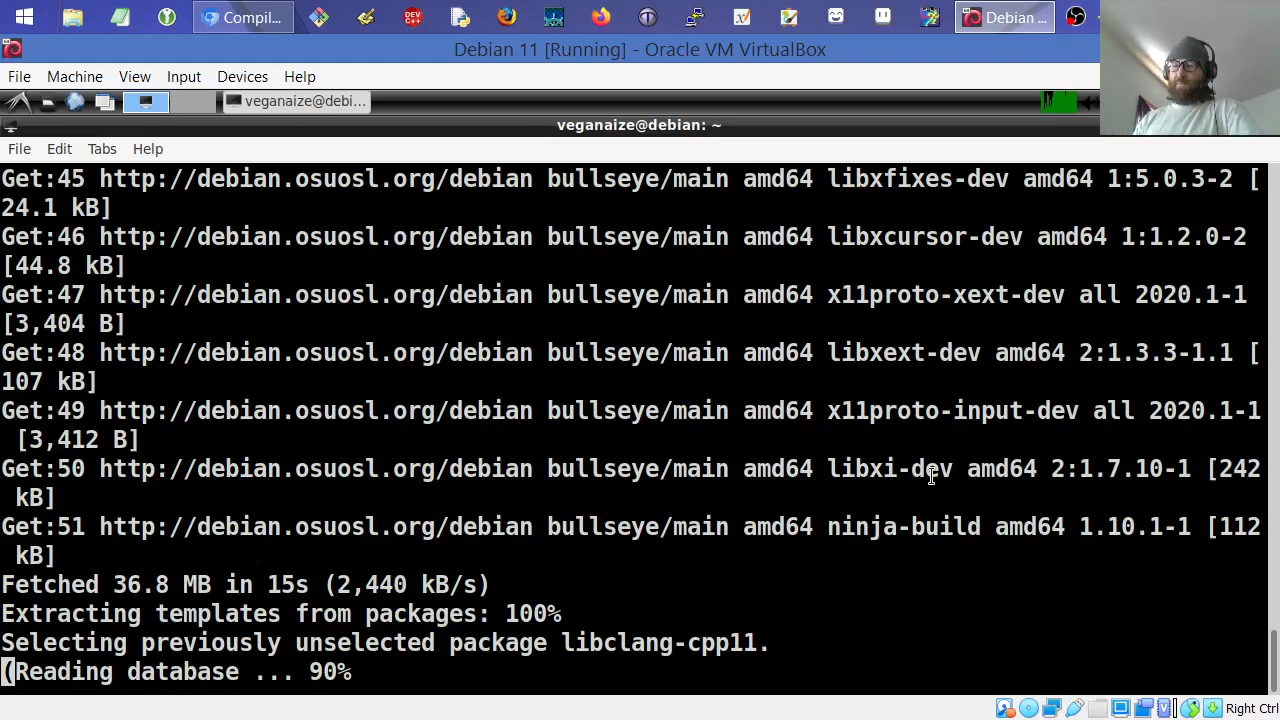 Compil...
DEV
C++
Debian ...
Debian 11 [Running] - Oracle VM VirtualBox
File Machine View Input Devices Help
veganaize@debi...
veganaize@debian: ~
File Edit Tabs Help
Get:45 http://debian.osuosl.org/debian bullseye/main amd64 libxfixes-dev amd64 1:5.0.3-2 [
24.1 kB]
Get:46 http://debian.osuosl.org/debian bullseye/main amd64 libxcursor-dev amd64 1:1.2.0-2
[44.8 kB]
Get:47 http://debian.osuosl.org/debian bullseye/main amd64 x11proto-xext-dev all 2020.1-1
[3,404 B]
Get:48 http://debian.osuosl.org/debian bullseye/main amd64 libxext-dev amd64 2:1.3.3-1.1 [
107 kB]
Get:49 http://debian.osuosl.org/debian bullseye/main amd64 x11proto-input-dev all 2020.1-1
[3,412 B]
Get:50 http://debian.osuosl.org/debian bullseye/main amd64 libxi-dev amd64 2:1.7.10-1 [242
kB]
Get:51 http://debian.osuosl.org/debian bullseye/main amd64 ninja-build amd64 1.10.1-1 [112
kB]
Fetched 36.8 MB in 15s (2,440 kB/s)
Extracting templates from packages: 100%
Selecting previously unselected package libclang-cpp11.
(Reading database ... 90%
Right Ctrl